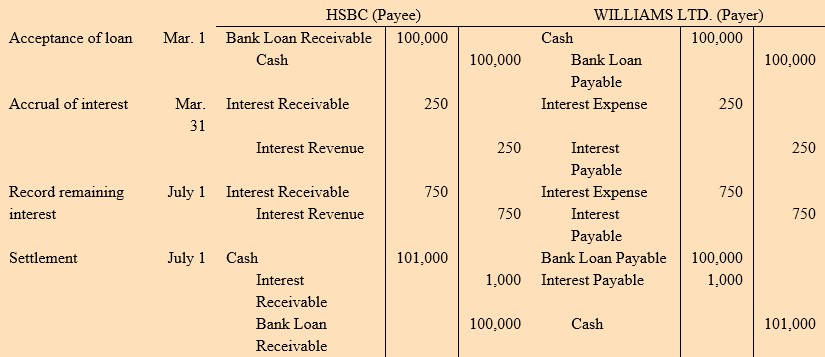 HSBC (Payee) WILLIAMS LTD. (Payer)
Acceptance of loan Mar. 1 Bank Loan Receivable 100,000 Cash 100,000
Cash 100,000 Bank Loan 100,000
Payable
Accrual of interest Mar. Interest Receivable 250 Interest Expense 250
31
Interest Revenue 250 Interest 250
Payable
Record remaining July 1 Interest Receivable 750 Interest Expense 750
interest Interest Revenue 750 Interest 750
Payable
Settlement July 1 Cash 101,000 Bank Loan Payable 100,000
Interest 1,000 Interest Payable 1,000
Receivable
Bank Loan 100,000 Cash 101,000
Receivable